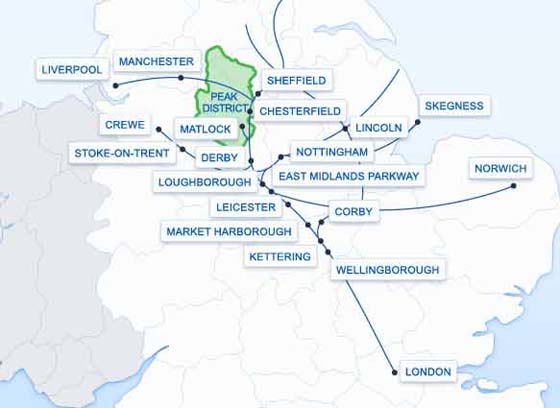 MANCHESTER
LIVERPOOL
SHEFFIELD
PEAK
DISTRICT
CHESTERFIELD
SKEGNESS
CREWE
MATLOCK
LINCOLN
STOKE-ON-TRENT
NOTTINGHAM
DERBY
NORWICH
EAST MIDLANDS PARKWAY
LOUGHBOROUGH
LEICESTER
CORBY
MARKET HARBOROUGH
KETTERING
WELLINGBOROUGH
LONDON